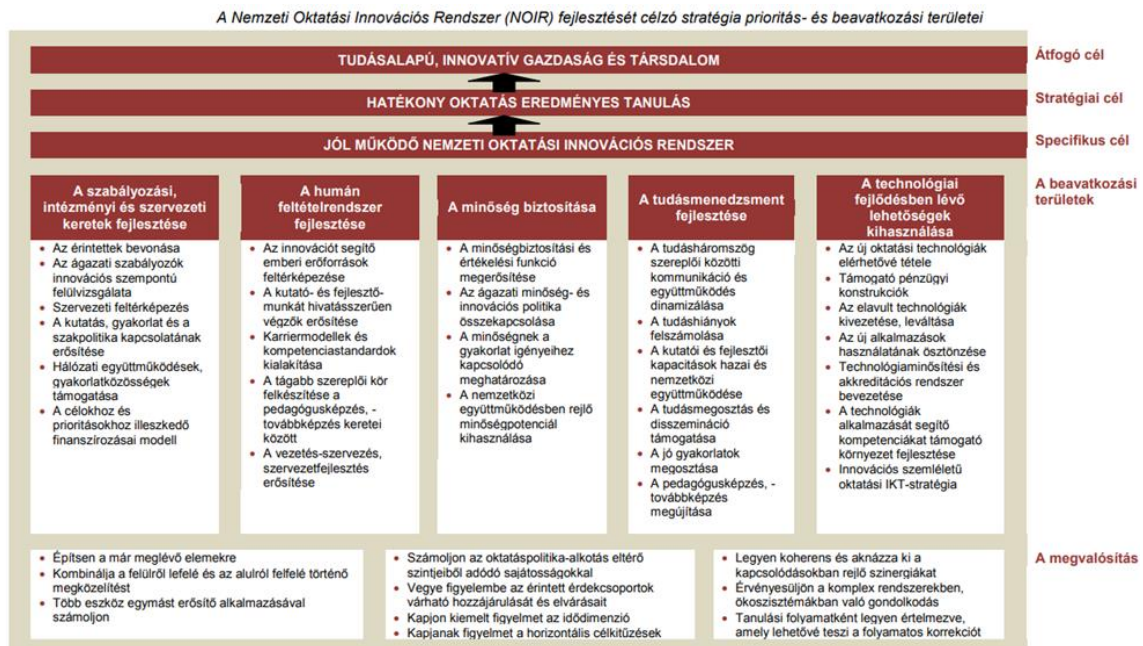 A Nemzeti Oktatási Innovációs Rendszer (NOIR) fejlesztését célzó stratégia prioritás- és beavatkozási területei
TUDÁSALAPÚ, INNOVATÍV GAZDASÁG ÉS TÁRSDALOM
Átfogó cél
HATÉKONY OKTATÁS EREDMÉNYES TANULÁS
Stratégiai cél
JÓL MŰKÖDŐ NEMZETI OKTATÁSI INNOVÁCIÓS RENDSZER
Specifikus cél
A beavatkozási
területek
A szabályozási,
intézményi és szervezeti
keretek fejlesztése
• Az érintettek bevonása
• Az ágazati szabályozók
innovációs szempontú
felülvizsgálata
• Szervezeti feltérképezés
• A kutatás, gyakorlat és a
szakpolitika kapcsolatának
erősítése
• Hálózati együttműködések,
gyakorlatközösségek
támogatása
• A célokhoz és
prioritásokhoz illeszkedő
finanszírozásai modell
A humán
feltételrendszer
fejlesztése
• Az innovációt segítő
emberi erőforrások
feltérképezése
• A kutató- és fejlesztő-
munkát hivatásszerűen
végzők erősítése
• Karriermodellek és
kompetenciastandardok
kialakítása
• A tágabb szereplői kör
felkészítése a
pedagógusképzés, -
továbbképzés keretei
között
• A vezetés-szervezés,
szervezetfejlesztés
erősítése
A minőség biztosítása
• A minőségbiztosítási és
értékelési funkció
megerősítése
• Az ágazati minőség- és
innovációs politika
összekapcsolása
• A minőségnek a
gyakorlat igényeihez
kapcsolódó
meghatározása
• A nemzetközi
együttműködésben rejlő
minőségpotenciál
kihasználása
A tudásmenedzsment
fejlesztése
• A tudásháromszög
szereplői közötti
kommunikáció és
együttműködés
dinamizálása
• A tudáshiányok
felszámolása
• A kutatói és fejlesztői
kapacitások hazai és
nemzetközi
együttműködése
• A tudásmegosztás és
disszemináció
támogatása
• A jó gyakorlatok
megosztása
• A pedagógusképzés, -
továbbképzés
megújítása
A technológiai
fejlődésben lévő
lehetőségek
kihasználása
• Az új oktatási technológiák
elérhetővé tétele
• Támogató pénzügyi
konstrukciók
• Az elavult technológiák
kivezetése, leváltása
• Az új alkalmazások
használatának ösztönzése
• Technológiaminősítési és
akkreditációs rendszer
bevezetése
• A technológiák
alkalmazását segítő
kompetenciákat támogató
környezet fejlesztése
• Innovációs szemléletű
oktatási IKT-stratégia
A megvalósítás
• Építsen a már meglévő elemekre
• Kombinálja a felülről lefelé és az alulról felfelé történő
megközelítést
• Több eszköz egymást erősítő alkalmazásával
számoljon
• Számoljon az oktatáspolitika-alkotás eltérő
szintjeiből adódó sajátosságokkal
• Vegye figyelembe az érintett érdekcsoportok
várható hozzájárulását és elvárásait
• Kapjon kiemelt figyelmet az idődimenzió
• Kapjanak figyelmet a horizontális célkitűzések
• Legyen koherens és aknázza ki a
kapcsolódásokban rejlő szinergiákat
• Érvényesüljön a komplex rendszerekben,
ökoszisztémákban való gondolkodás
• Tanulási folyamatként legyen értelmezve,
amely lehetővé teszi a folyamatos korrekciót